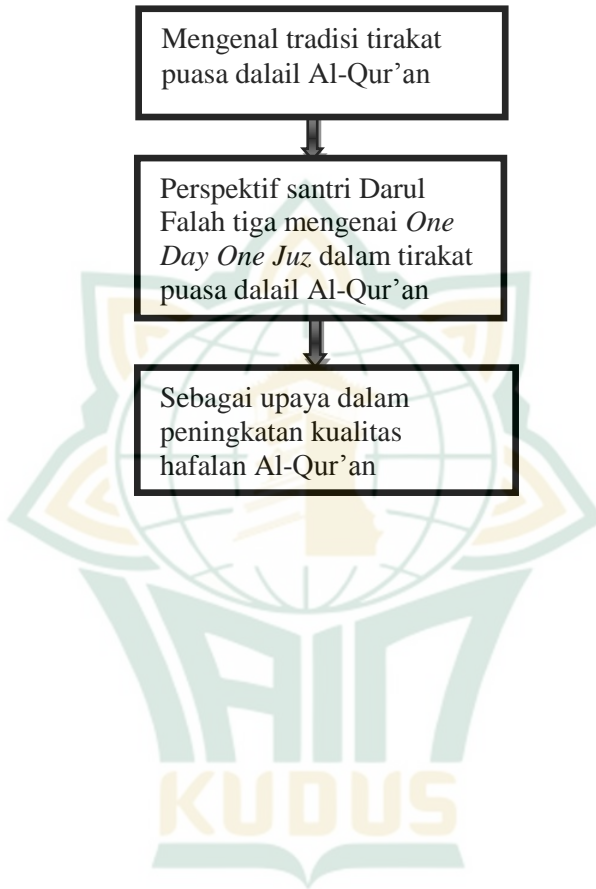 Mengenal tradisi tirakat
puasa dalail Al-Qur’an
Perspektif santri Darul
Falah tiga mengenai One
Day One Juz dalam tirakat
puasa dalail Al-Qur’an
Sebagai upaya dalam
peningkatan kualitas
hafalan Al-Qur’an
IAIN
KUDUS